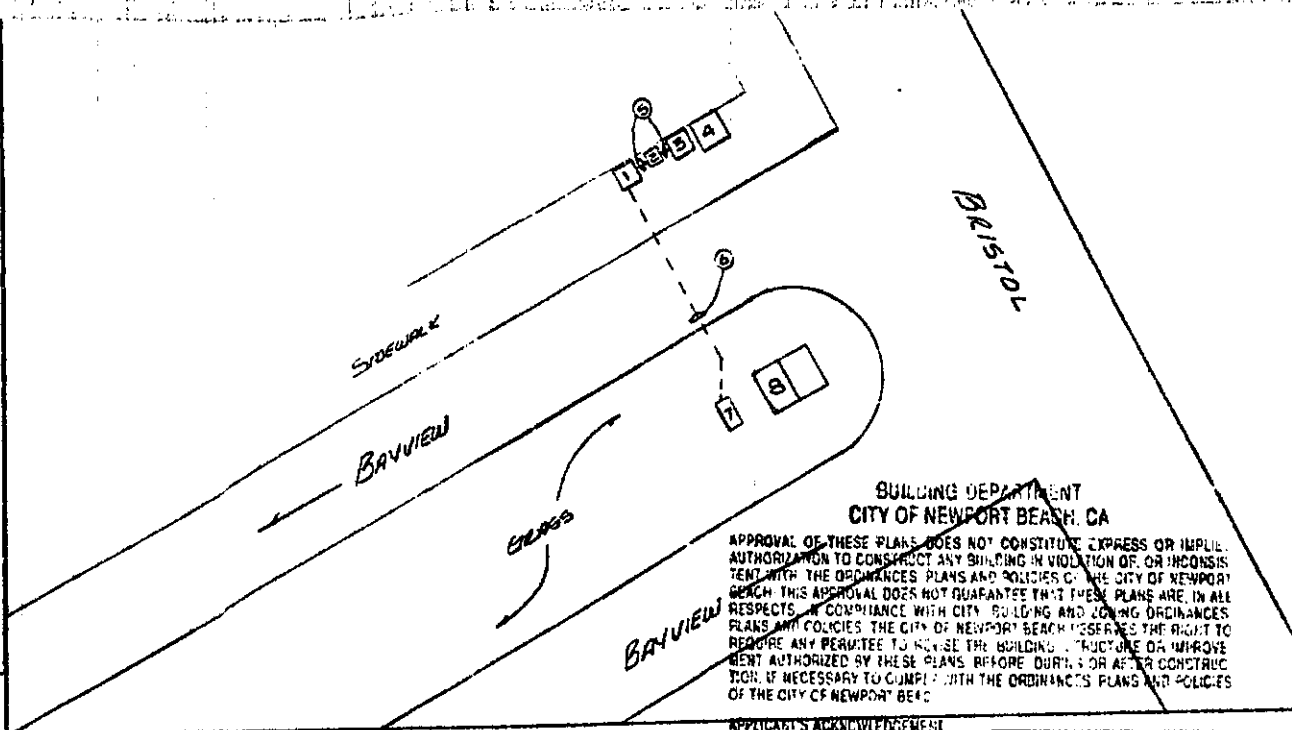 5
1
2
3
4
BRISTOL
6
SIDEWALK
8
7
BAYVIEW
GRASS
BAYVIEW
BUILDING DEPARTMENT
CITY OF NEWPORT BEACH, CA
APPROVAL OF THESE PLANS DOES NOT CONSTITUTE EXPRESS OR IMPLIE
AUTHORIZATION TO CONSTRUCT ANY BUILDING IN VIOLATION OF, OR INCONSIS
TENT WITH THE ORDINANCES PLANS AND POLICIES OF THE CITY OF NEWPORT
BEACH THIS APPROVAL DOES NOT GUARANTEE THAT THESE PLANS ARE, IN ALL
RESPECTS, IN COMPLIANCE WITH CITY BUILDING AND ZONING ORDINANCES
PLANS AND POLICIES THE CITY OF NEWPORT BEACH RESERVES THE RIGHT TO
REQUIRE ANY PERMITEE TO REVISE THE BUILDING STRUCTURE OR IMPROVE
MENT AUTHORIZED BY THESE PLANS BEFORE DURING OR AFTER CONSTRUC
TION, IF NECESSARY TO COMPLY WITH THE ORDINANCES PLANS AND POLICIES
OF THE CITY OF NEWPORT BEAC
APPLICANT'S ACKNOWLEDGEMENT